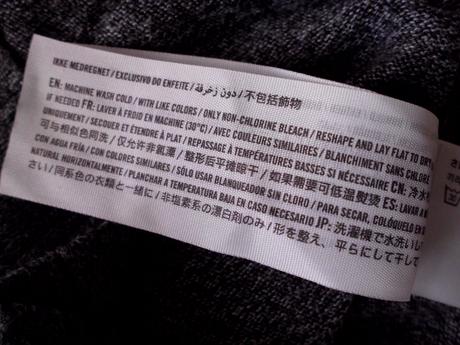 IKKE MEDREGNET / EXCLUSIVO DO ENFEITE / دون زخرفة / 不包括飾物
EN: MACHINE WASH COLD / WITH LIKE COLORS / ONLY NON-CHLORINE BLEACH / RESHAPE AND LAY FLAT TO DRY
IF NEEDED FR: LAVER À FROID EN MACHINE (30°C) / AVEC COULEURS SIMILAIRES / BLANCHIMENT SANS CHLORE
UNIQUEMENT / SECOUER ET ÉTENDRE À PLAT / REPASSAGE À TEMPÉRATURES BASSES SI NÉCESSAIRE CN: 冷水
可与相似色同洗 / 仅允许非氯漂 / 整形后平摊晾干 / 如果需要可低温熨烫 ES: LAVAR A
CON AGUA FRÍA / CON COLORES SIMILARES / SÓLO USAR BLANQUEADOR SIN CLORO / PARA SECAR, COLÓQUELO EN
NATURAL HORIZONTALMENTE / PLANCHAR A TEMPERATURA BAJA EN CASO NECESARIO JP: 洗濯機で水洗いし
さい / 同系色の衣類と一緒に / 非塩素系の漂白剤のみ / 形を整え、平らにして干し